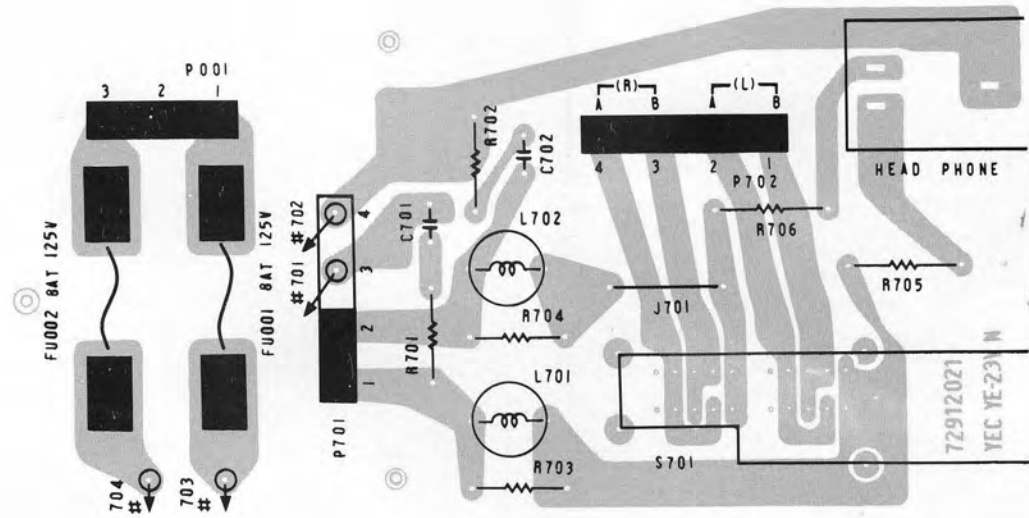 P001
3 2 1
FU002 8AT 125V
FU001 8AT 125V
704
#
703
#
#702
#701
4
3
2
1
P701
C701
R701
R702
C702
L702
R704
L701
R703
(R)
A B
(L)
A B
4 3 2 1
P702
R706
J701
S701
HEAD PHONE
R705
72912021
YEC YE-23V N